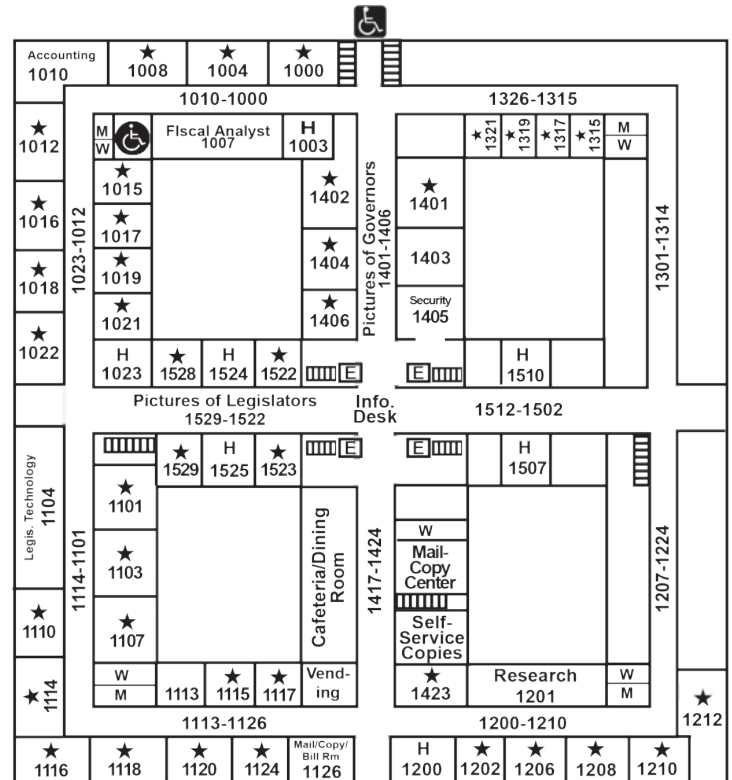 Accounting
1010
★
1008
★
1004
★
1000
1010-1000
1326-1315
★
1012
M
W
FIscal Analyst
1007
H
1003
★ 1321
★ 1319
★ 1317
★ 1315
M
W
★
1015
★
1402
★
1401
★
1016
★
1017
1023-1012
Pictures of Governors
1401-1406
1301-1314
★
1404
1403
★
1018
★
1019
★
1021
★
1406
Security
1405
★
1022
H
1023
★
1528
H
1524
★
1522
E
E
H
1510
Pictures of Legislators
1529-1522
Info.
Desk
1512-1502
★
1529
H
1525
★
1523
E
E
H
1507
Legis. Technology
1104
★
1101
1114-1101
★
1103
★
1107
Cafeteria/Dining
Room
1417-1424
W
Mail-
Copy
Center
Self-
Service
Copies
1207-1224
★
1110
★
1114
W
M
1113
★
1115
★
1117
Vend-
ing
★
1423
Research
1201
W
M
★
1212
1113-1126
1200-1210
★
1116
★
1118
★
1120
★
1124
Mail/Copy/
Bill Rm
1126
H
1200
★
1202
★
1206
★
1208
★
1210